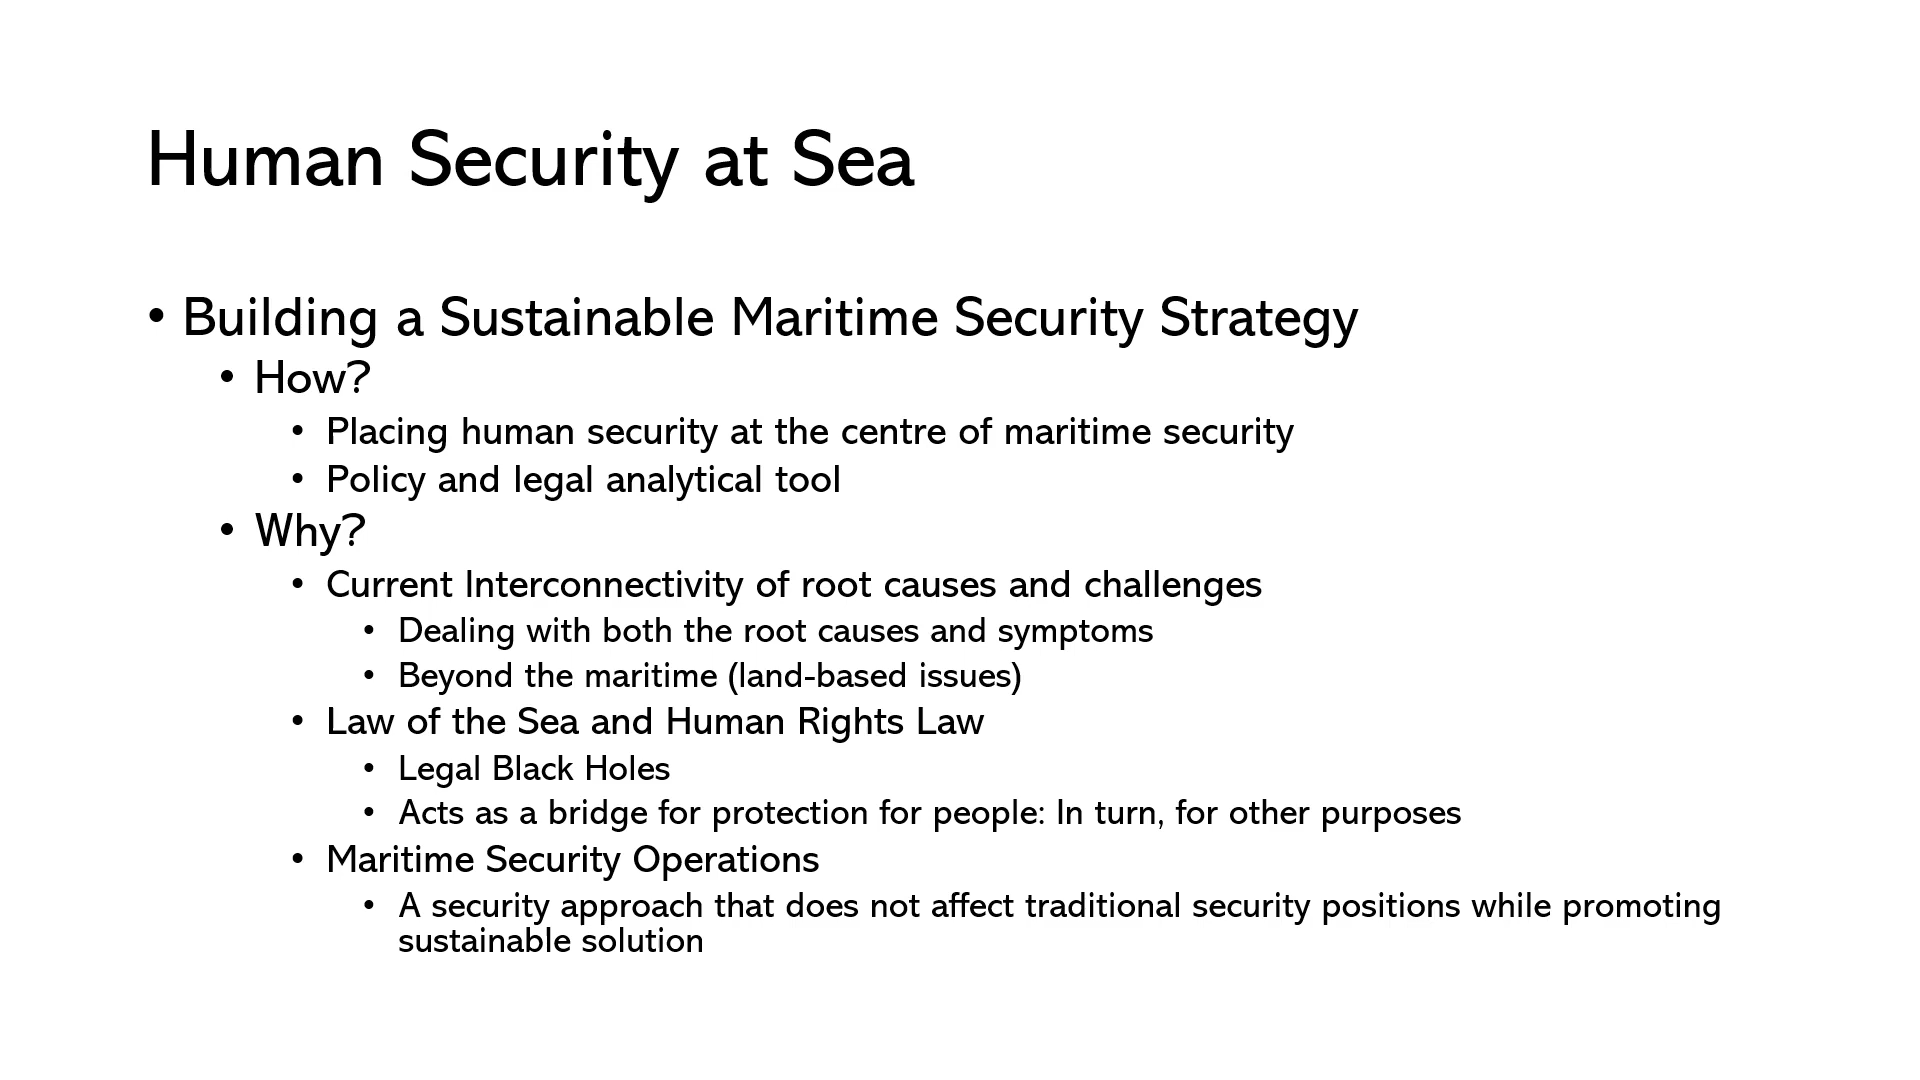 Human Security at Sea
• Building a Sustainable Maritime Security Strategy
• How?
• Placing human security at the centre of maritime security
• Policy and legal analytical tool
• Why?
• Current Interconnectivity of root causes and challenges
• Dealing with both the root causes and symptoms
• Beyond the maritime (land-based issues)
• Law of the Sea and Human Rights Law
• Legal Black Holes
• Acts as a bridge for protection for people: In turn, for other purposes
• Maritime Security Operations
• A security approach that does not affect traditional security positions while promoting
sustainable solution